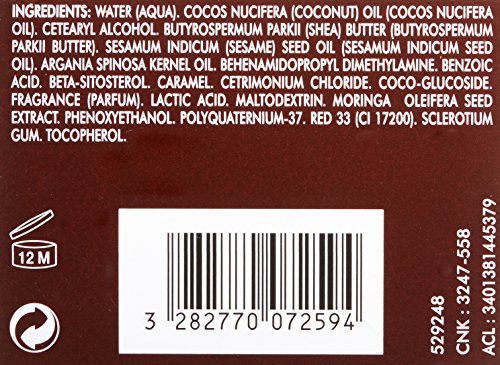 INGREDIENTS: WATER (AQUA). COCOS NUCIFERA (COCONUT) OIL (COCOS NUCIFERA
OIL). CETEARYL ALCOHOL. BUTYROSPERMUM PARKII (SHEA) BUTTER (BUTYROSPERMUM
PARKII BUTTER). SESAMUM INDICUM (SESAME) SEED OIL (SESAMUM INDICUM SEED
OIL). ARGANIA SPINOSA KERNEL OIL. BEHENAMIDOPROPYL DIMETHYLAMINE. BENZOIC
ACID. BETA-SITOSTEROL. CARAMEL. CETRIMONIUM CHLORIDE. COCO-GLUCOSIDE.
FRAGRANCE (PARFUM). LACTIC ACID. MALTODEXTRIN. MORINGA OLEIFERA SEED
EXTRACT. PHENOXYETHANOL. POLYQUATERNIUM-37. RED 33 (CI 17200). SCLEROTIUM
GUM. TOCOPHEROL.
12 M
3 282770 072594
529248
CNK : 3247-558
ACL : 3401381445379